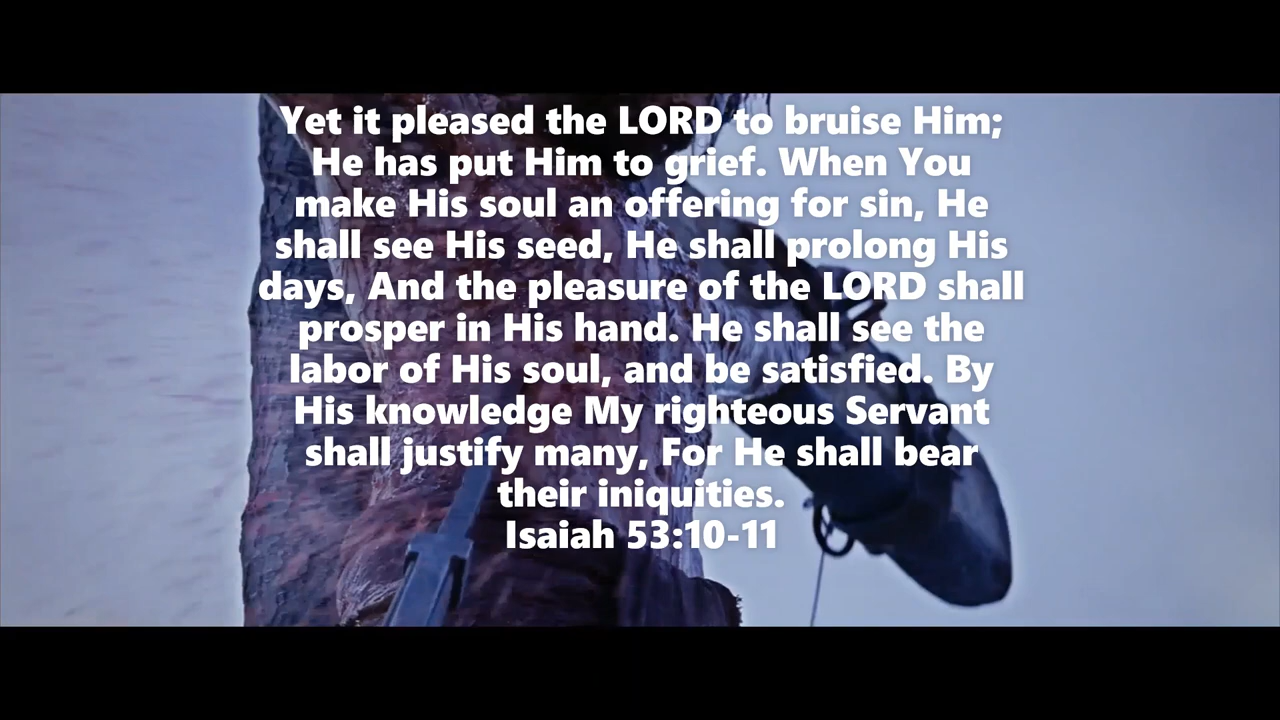 Yet it pleased the LORD to bruise Him;
He has put Him to grief. When You
make His soul an offering for sin, He
shall see His seed, He shall prolong His
days, And the pleasure of the LORD shall
prosper in His hand. He shall see the
labor of His soul, and be satisfied. By
His knowledge My righteous Servant
shall justify many, For He shall bear
their iniquities.
Isaiah 53:10-11